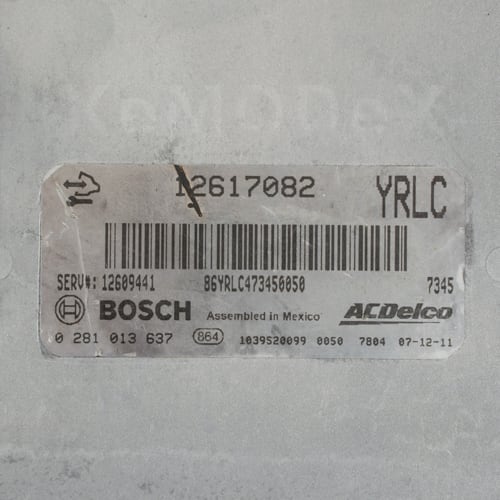 XeMODeX
12617082 YRLC
SERV#: 12609441 86YRLC473450050 7345
BOSCH Assembled in Mexico ACDelco
0 281 013 637 864 1039S20099 0050 7804 07-12-11